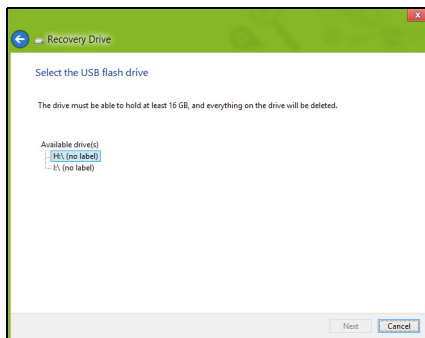 Recovery Drive
Select the USB flash drive
The drive must be able to hold at least 16 GB, and everything on the drive will be deleted.
Available drive(s)
H:\ (no label)
I:\ (no label)
Next
Cancel